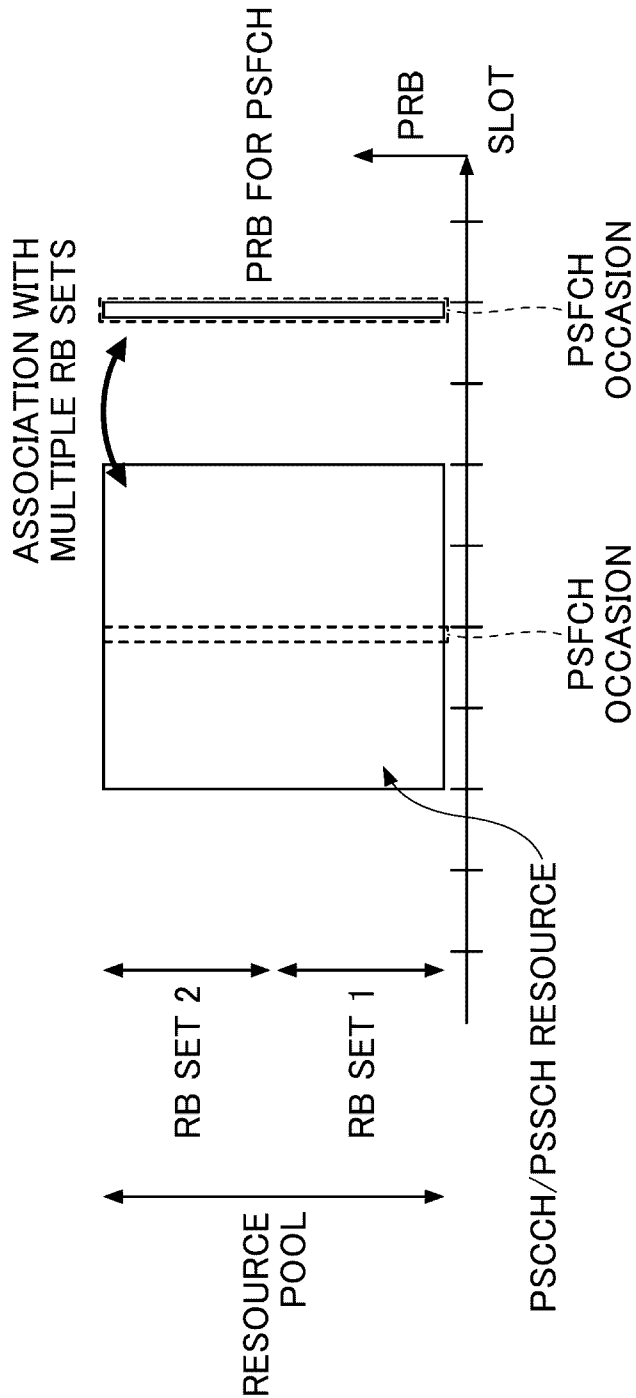 ASSOCIATION WITH
MULTIPLE RB SETS
PRB FOR PSFCH
PRB
SLOT
RESOURCE
POOL
RB SET 2
RB SET 1
PSCCH/PSSCH RESOURCE
PSFCH
OCCASION
PSFCH
OCCASION